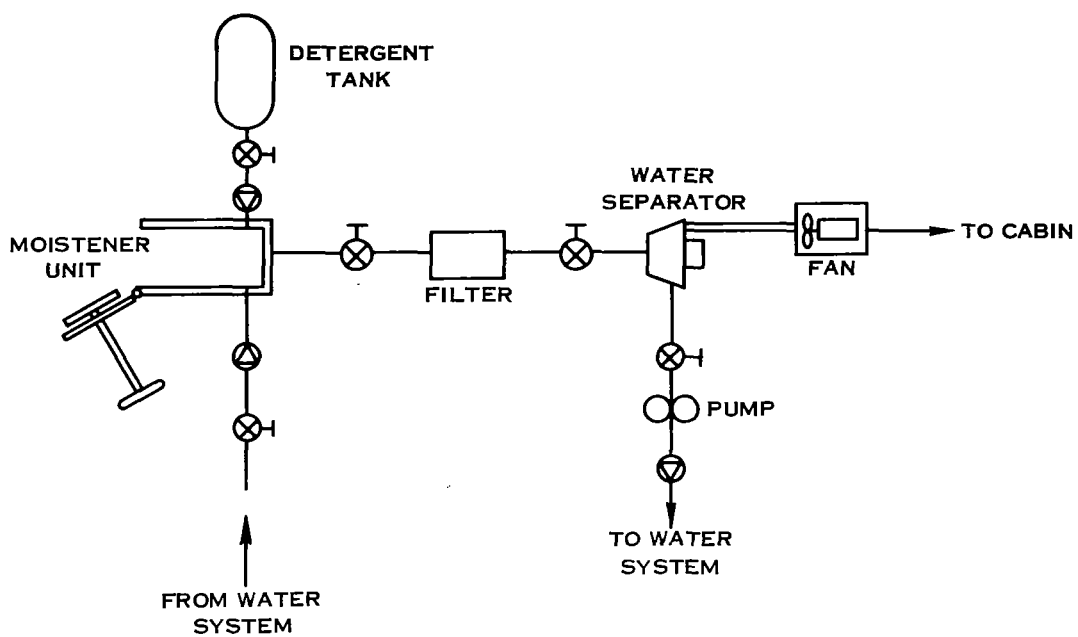 DETERGENT
TANK
WATER
SEPARATOR
MOISTENER
UNIT
FILTER
FAN
TO CABIN
PUMP
TO WATER
SYSTEM
FROM WATER
SYSTEM